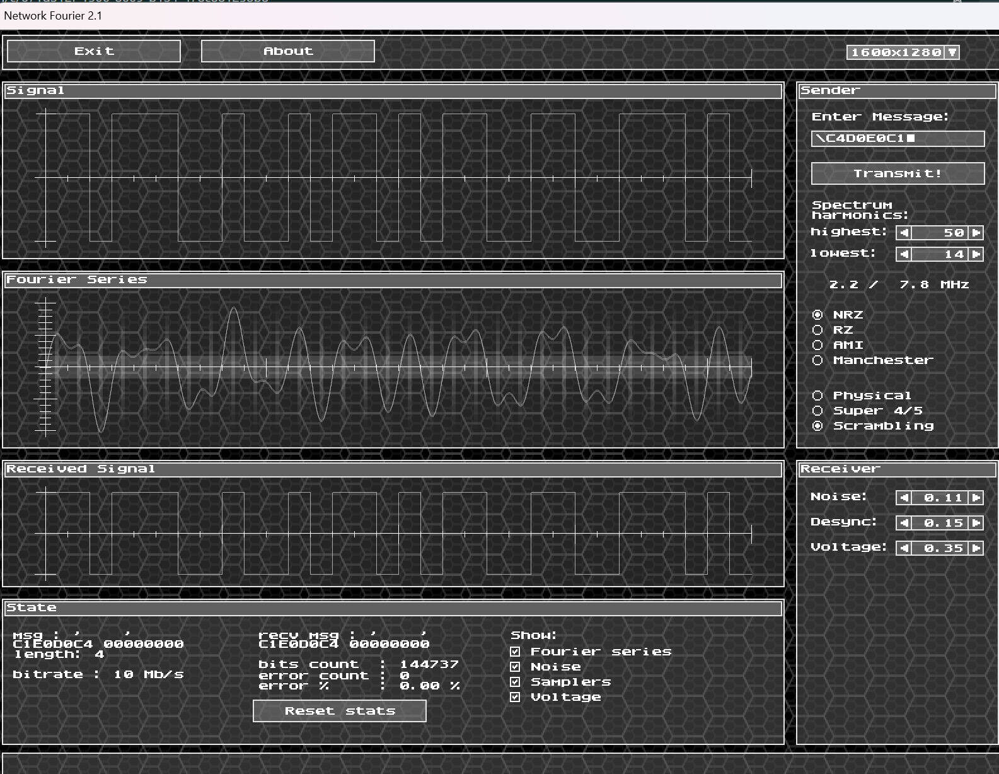 Network Fourier 2.1
Exit
About
1600x1280
Signal
Sender
Enter Message:
\C4D0E0C1
Transmit!
Spectrum
harmonics:
highest: 50
lowest: 14
2.2 / 7.8 MHz
NRZ
RZ
AMI
Manchester
Physical
Super 4/5
Scrambling
Fourier Series
Received Signal
Receiver
Noise: 0.11
Desync: 0.15
Voltage: 0.35
State
msg : ‚ ‚
C1E0D0C4 00000000
length: 4
bitrate : 10 Mb/s
recv msg : ‚ ‚
C1E0D0C4 00000000
bits count : 144737
error count : 0
error % : 0.00 %
Reset stats
Show:
Fourier series
Noise
Samplers
Voltage